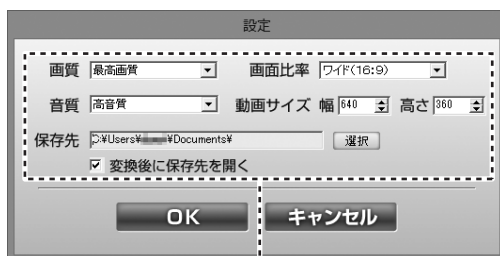 設定
画質 最高画質 画面比率 ワイド(16:9)
音質 高音質 動画サイズ 幅 640 高さ 360
保存先 :¥Users¥ ¥Documents¥ 選択
変換後に保存先を開く
OK キャンセル